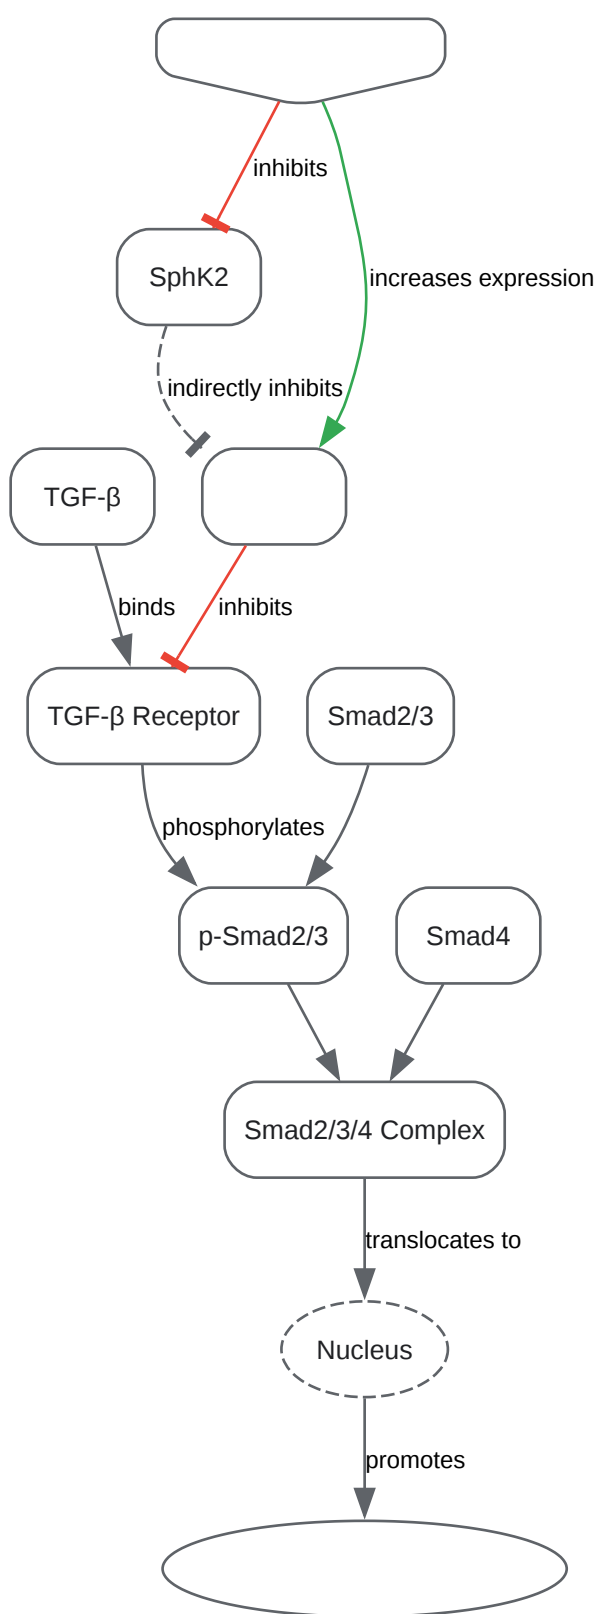 inhibits
SphK2
increases expression
indirectly inhibits
TGF-β
binds
inhibits
TGF-β Receptor
Smad2/3
phosphorylates
p-Smad2/3
Smad4
Smad2/3/4 Complex
translocates to
Nucleus
promotes